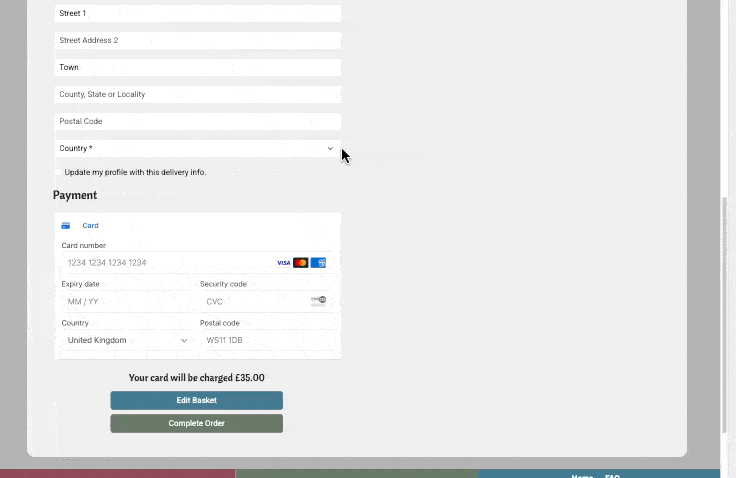 Street 1
Street Address 2
Town
County, State or Locality
Postal Code
Country *
Update my profile with this delivery info.
Payment
Card
Card number
1234 1234 1234 1234 VISA
Expiry date Security code
MM / YY CVC
Country Postal code
United Kingdom WS11 1DB
Your card will be charged £35.00
Edit Basket
Complete Order
Home FAQ